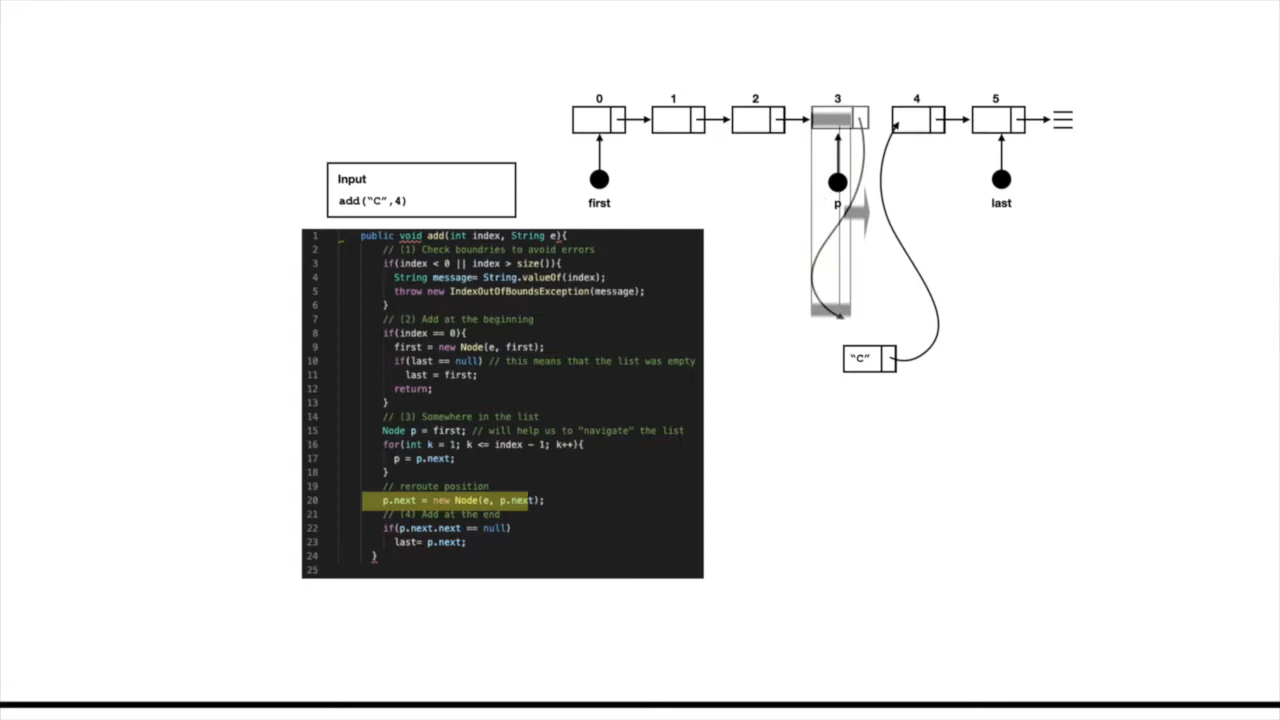 0 1 2 3 4 5
Input
add("C",4)
first
p
last
"C"
1 public void add(int index, String e){
2 // (1) Check boundries to avoid errors
3 if(index < 0 || index > size()){
4 String message= String.valueOf(index);
5 throw new IndexOutOfBoundsException(message);
6 }
7 // (2) Add at the beginning
8 if(index == 0){
9 first = new Node(e, first);
10 if(last == null) // this means that the list was empty
11 last = first;
12 return;
13 }
14 // (3) Somewhere in the list
15 Node p = first; // will help us to "navigate" the list
16 for(int k = 1; k <= index - 1; k++){
17 p = p.next;
18 }
19 // reroute position
20 p.next = new Node(e, p.next);
21 // (4) Add at the end
22 if(p.next.next == null)
23 last= p.next;
24 }
25